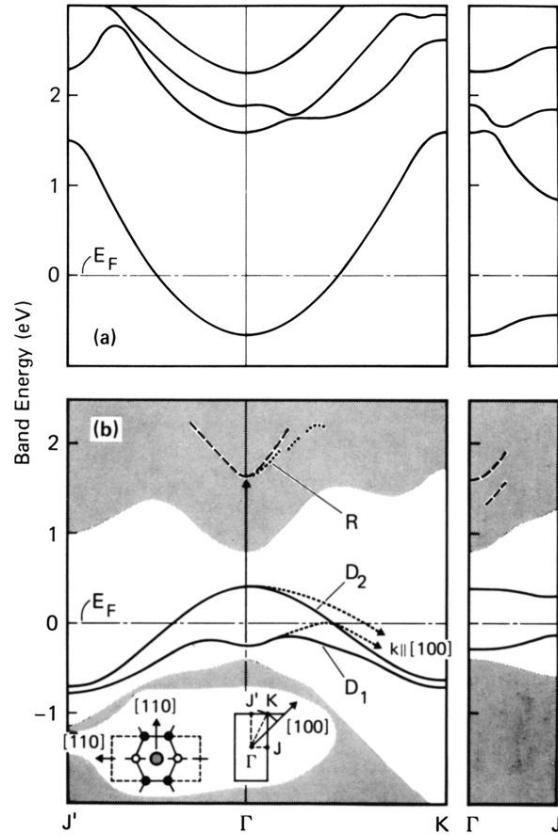 2
1
E_F
0
(a)
Band Energy (eV)
(b)
2
R
1
D_2
E_F
0
k∥[100]
D_1
-1
[110]
J' K
[110]
[100]
Γ
J
J' Γ K Γ J